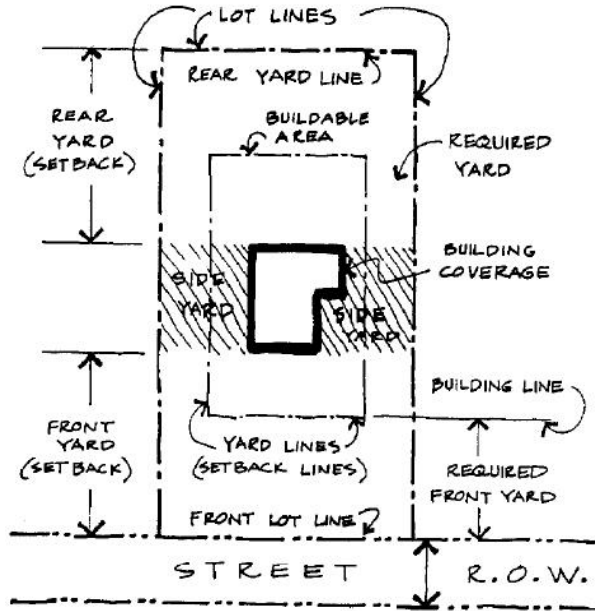 LOT LINES
REAR YARD LINE
REAR
YARD
(SETBACK)
BUILDABLE
AREA
REQUIRED
YARD
SIDE
YARD
BUILDING
COVERAGE
SIDE
YARD
BUILDING LINE
FRONT
YARD
(SETBACK)
YARD LINES
(SETBACK LINES)
REQUIRED
FRONT YARD
FRONT LOT LINE
STREET
R.O.W.